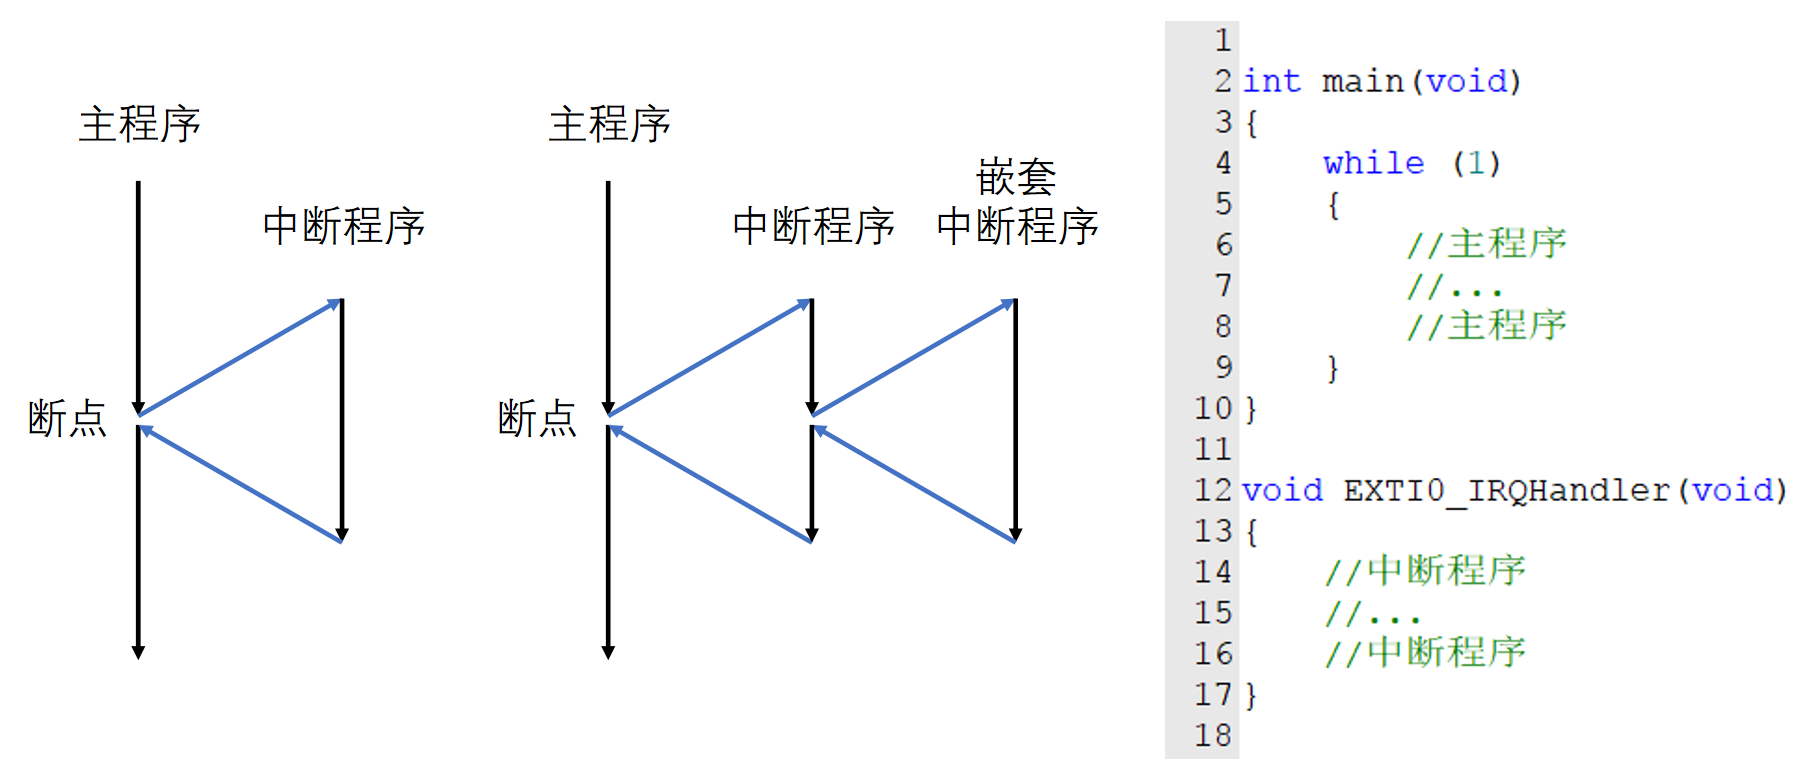 主程序
中断程序
断点
主程序
中断程序
嵌套
中断程序
断点
1
2 int main(void)
3 {
4 while (1)
5 {
6 //主程序
7 //...
8 //主程序
9 }
10 }
11
12 void EXTI0_IRQHandler(void)
13 {
14 //中断程序
15 //...
16 //中断程序
17 }
18